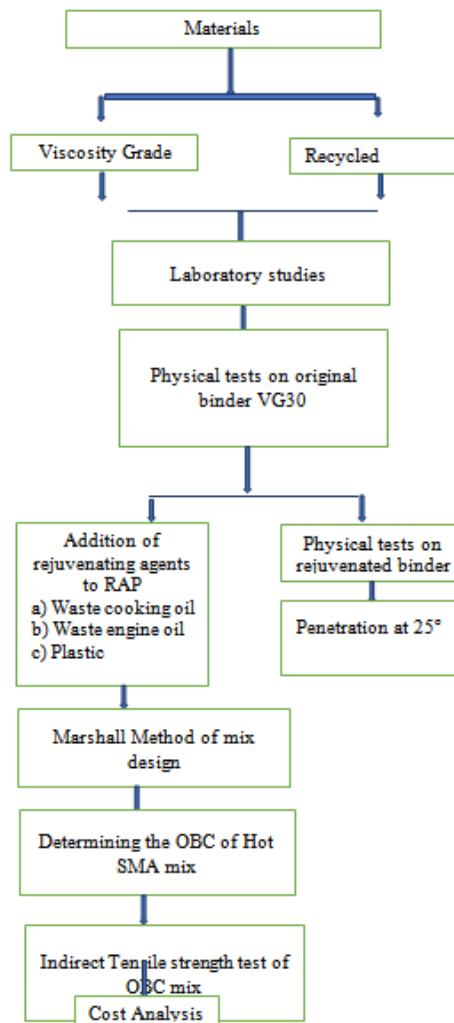 Materials
Viscosity Grade
Recycled
Laboratory studies
Physical tests on original
binder VG30
Addition of
rejuvenating agents
to RAP
a) Waste cooking oil
b) Waste engine oil
c) Plastic
Physical tests on
rejuvenated binder
Penetration at 25°
Marshall Method of mix
design
Determining the OBC of Hot
SMA mix
Indirect Tensile strength test of
OBC mix
Cost Analysis